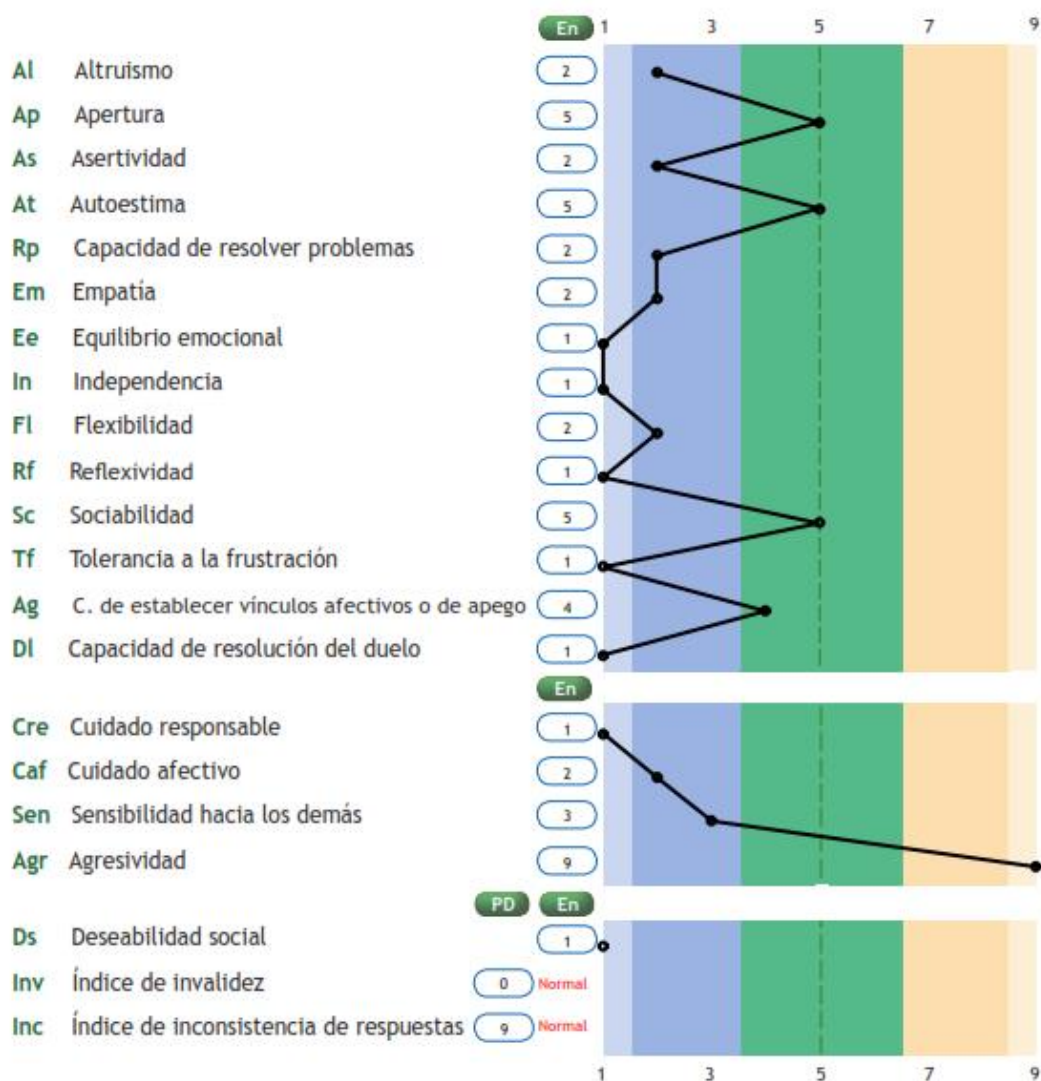 En 1 3 5 7 9
Al Altruismo 2
Ap Apertura 5
As Asertividad 2
At Autoestima 5
Rp Capacidad de resolver problemas 2
Em Empatía 2
Ee Equilibrio emocional 1
In Independencia 1
Fl Flexibilidad 2
Rf Reflexividad 1
Sc Sociabilidad 5
Tf Tolerancia a la frustración 1
Ag C. de establecer vínculos afectivos o de apego 4
Dl Capacidad de resolución del duelo 1
En
Cre Cuidado responsable 1
Caf Cuidado afectivo 2
Sen Sensibilidad hacia los demás 3
Agr Agresividad 9
PD En
Ds Deseabilidad social 1
Inv Índice de invalidez 0 Normal
Inc Índice de inconsistencia de respuestas 9 Normal
1 3 5 7 9